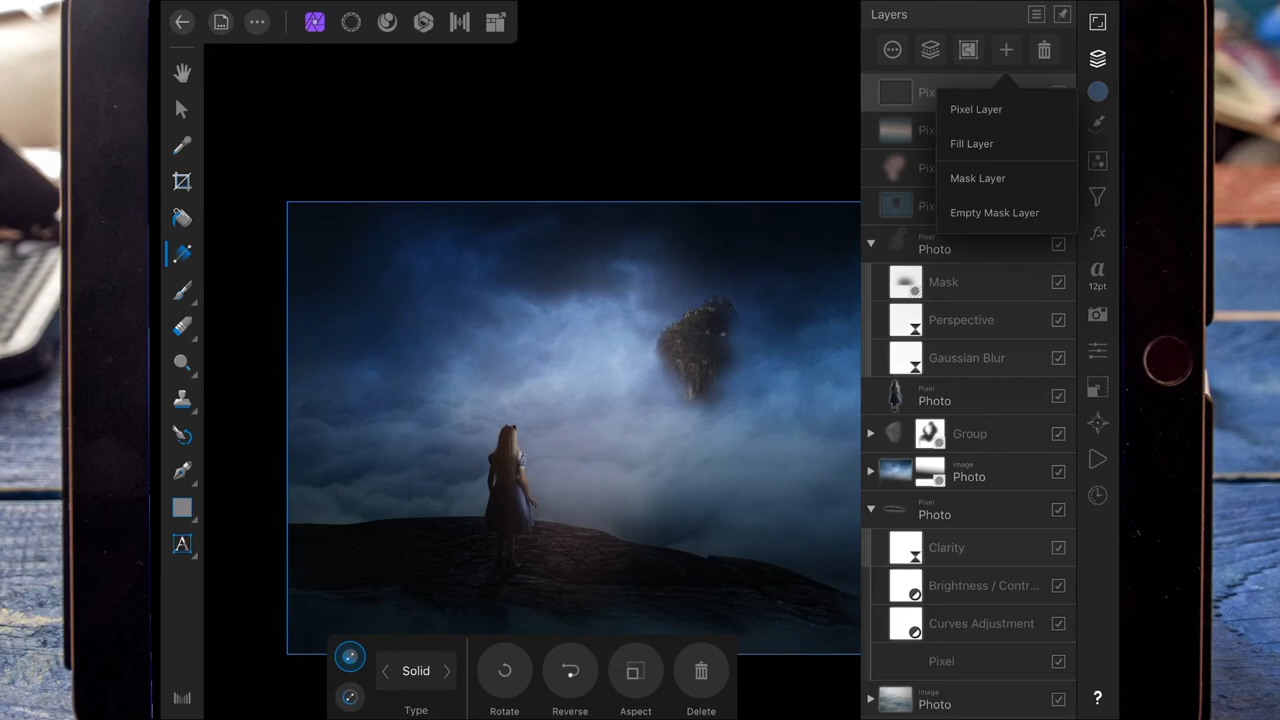 Layers
Pix
Pixel Layer
Pix
Fill Layer
Pix
Mask Layer
Pix
Empty Mask Layer
Pixel
Photo
Mask
a
12pt
Perspective
fx
Gaussian Blur
Pixel
Photo
Group
Image
Photo
Pixel
Photo
A
Clarity
Brightness / Contr...
Curves Adjustment
Pixel
Image
Photo
?
Solid
Type
Rotate
Reverse
Aspect
Delete